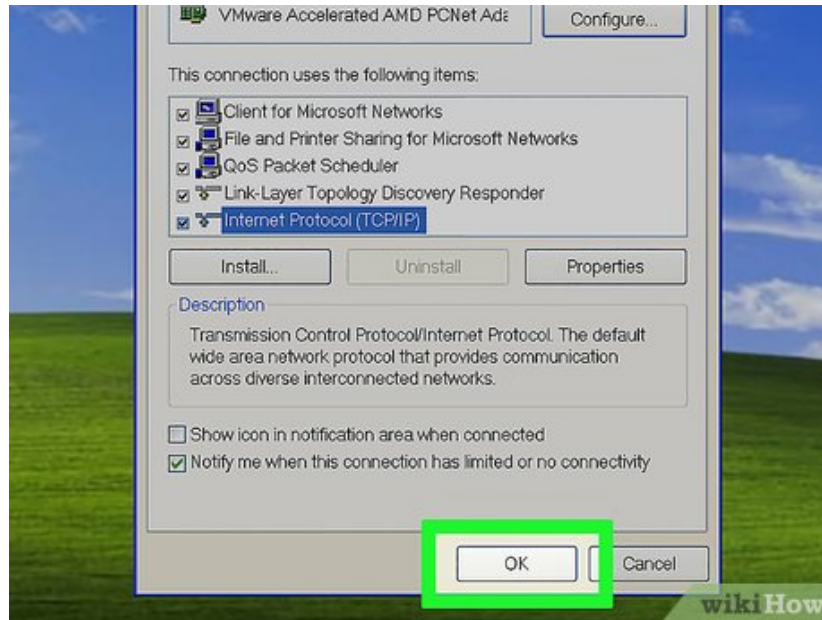 VMware Accelerated AMD PCNet Ada
Configure...
This connection uses the following items:
Client for Microsoft Networks
File and Printer Sharing for Microsoft Networks
QoS Packet Scheduler
Link-Layer Topology Discovery Responder
Internet Protocol (TCP/IP)
Install...
Uninstall
Properties
Description
Transmission Control Protocol/Internet Protocol. The default
wide area network protocol that provides communication
across diverse interconnected networks.
Show icon in notification area when connected
Notify me when this connection has limited or no connectivity
OK
Cancel
wikiHow